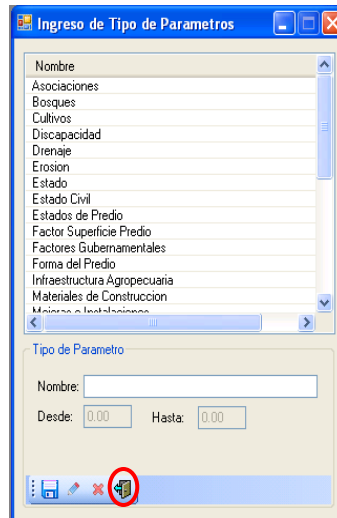 Ingreso de Tipo de Parametros
Nombre
Asociaciones
Bosques
Cultivos
Discapacidad
Drenaje
Erosion
Estado
Estado Civil
Estados de Predio
Factor Superficie Predio
Factores Gubernamentales
Forma del Predio
Infraestructura Agropecuaria
Materiales de Construccion
Mejoras o Instalaciones
Tipo de Parametro
Nombre:
Desde: 0.00 Hasta: 0.00